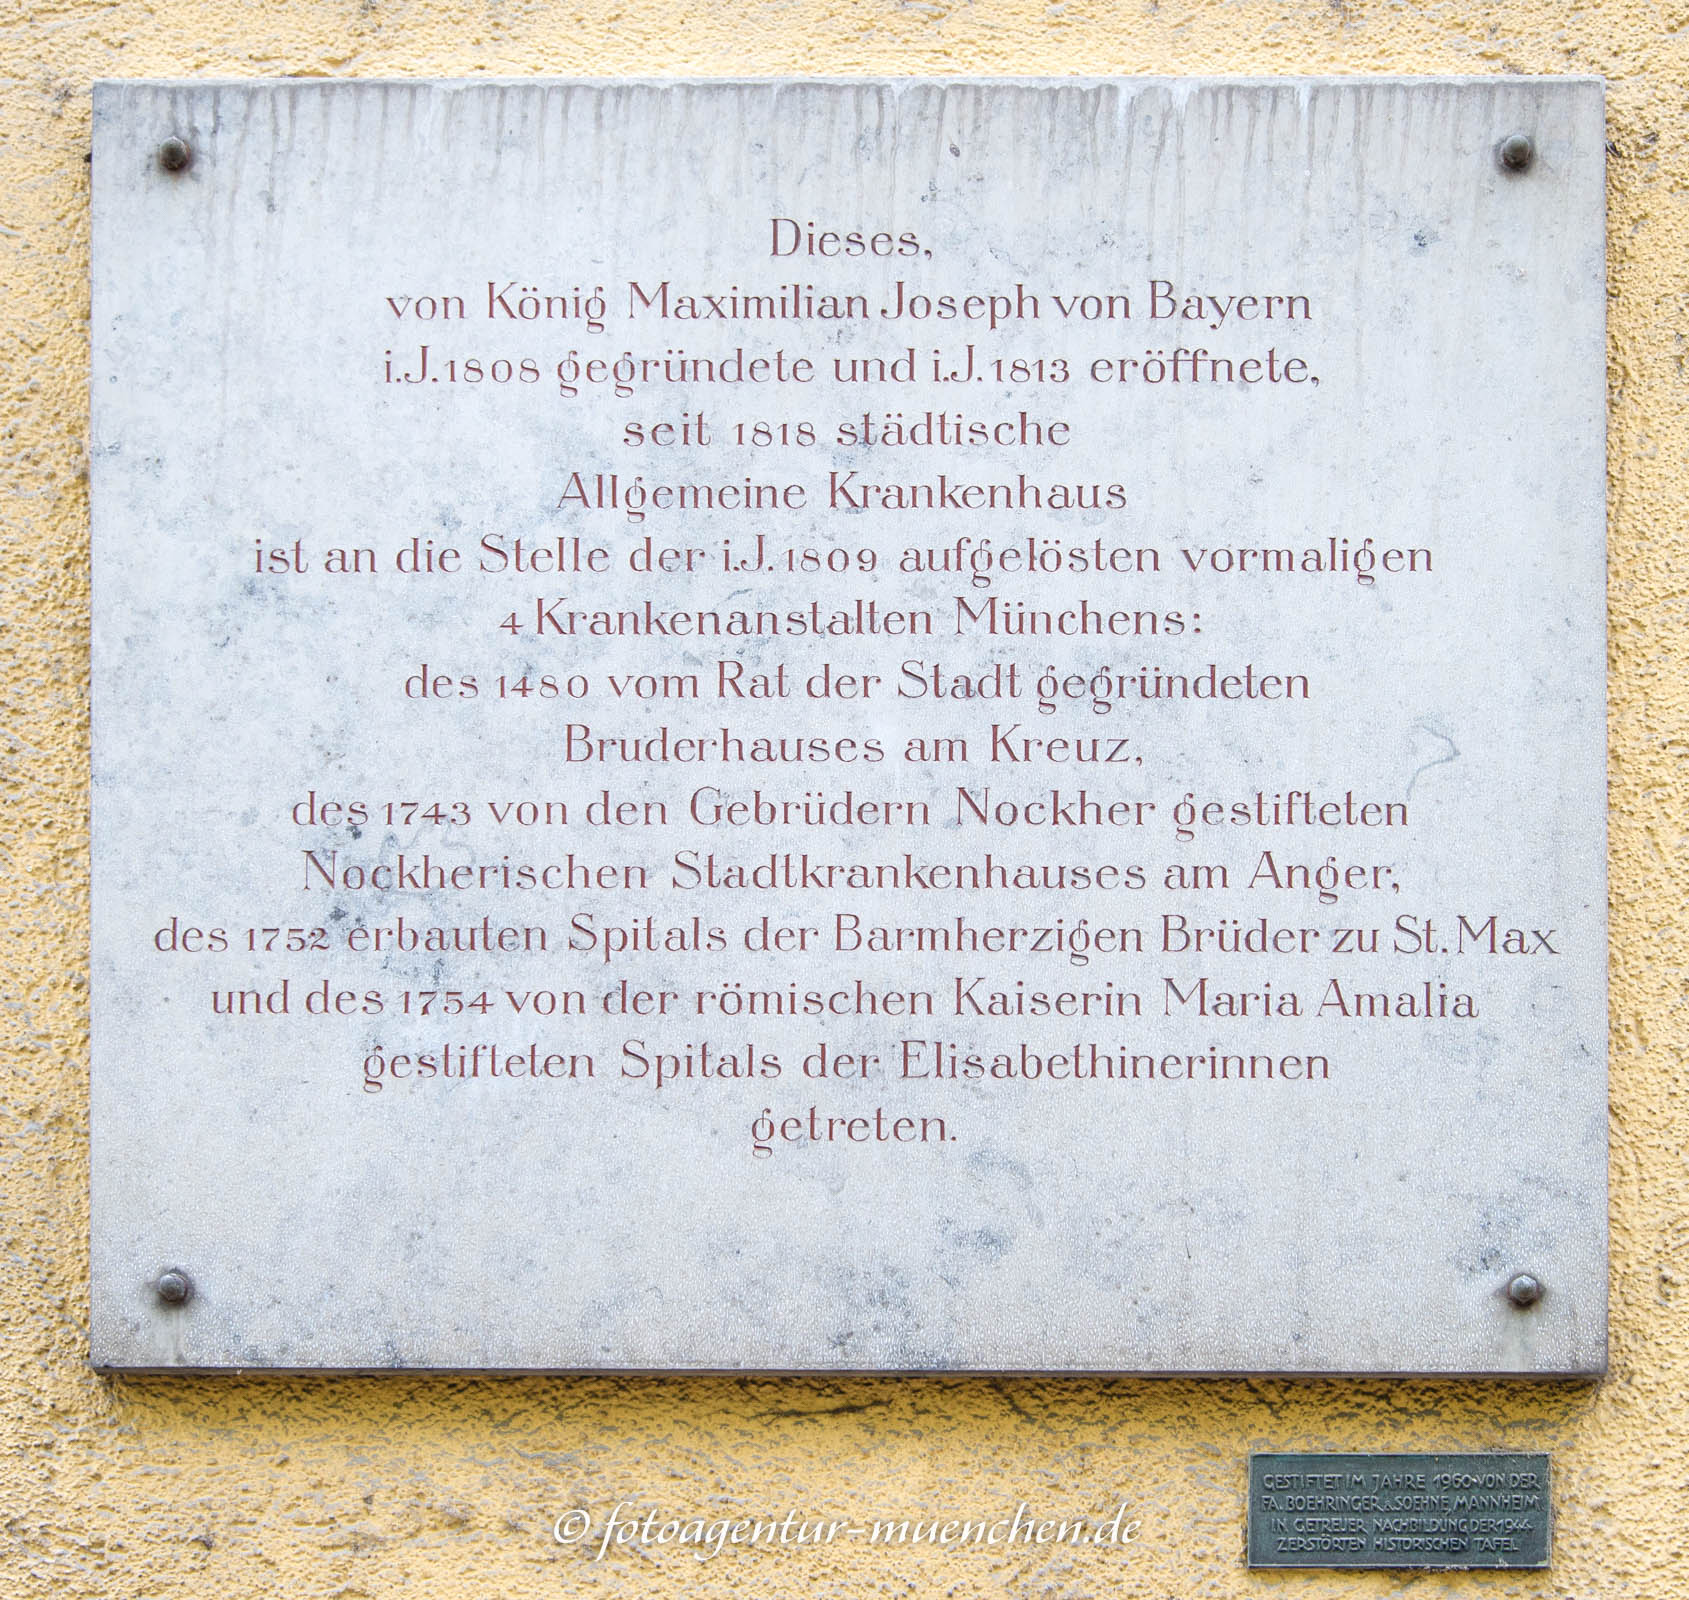 Dieses,
von König Maximilian Joseph von Bayern
i.J.1808 gegründete und i.J.1813 eröffnete,
seit 1818 städtische
Allgemeine Krankenhaus
ist an die Stelle der i.J.1809 aufgelösten vormaligen
4 Krankenanstalten Münchens:
des 1480 vom Rat der Stadt gegründeten
Bruderhauses am Kreuz,
des 1743 von den Gebrüdern Nockher gestifteten
Nockherischen Stadtkrankenhauses am Anger,
des 1752 erbauten Spitals der Barmherzigen Brüder zu St. Max
und des 1754 von der römischen Kaiserin Maria Amalia
gestifteten Spitals der Elisabethinerinnen
getreten.
GESTIFTET IM JAHRE 1960 VON DER
FA. BOEHRINGER & SOEHNE, MANNHEIM,
IN GETREUER NACHBILDUNG DER 1944
ZERSTÖRTEN HISTORISCHEN TAFEL
© fotoagentur-muenchen.de